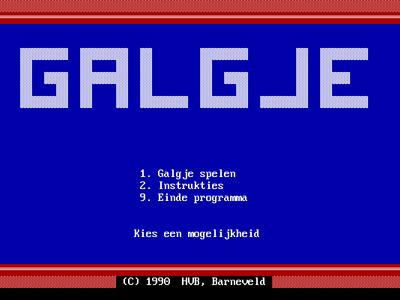 GALGJE
1. Galgje spelen
2. Instrukties
9. Einde programma
Kies een mogelijkheid
(C) 1990 HVB, Barneveld